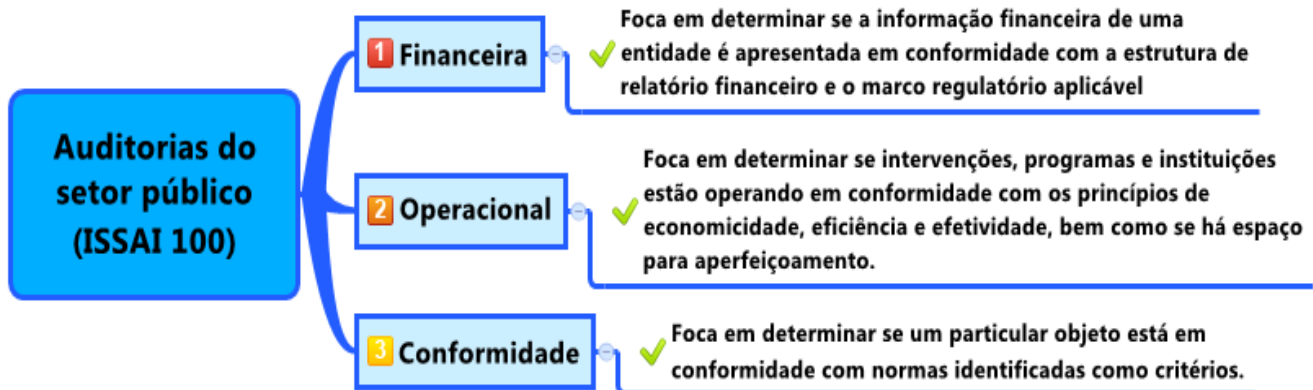 Auditorias do
setor público
(ISSAI 100)
1 Financeira
Foca em determinar se a informação financeira de uma
entidade é apresentada em conformidade com a estrutura de
relatório financeiro e o marco regulatório aplicável
2 Operacional
Foca em determinar se intervenções, programas e instituições
estão operando em conformidade com os princípios de
economicidade, eficiência e efetividade, bem como se há espaço
para aperfeiçoamento.
3 Conformidade
Foca em determinar se um particular objeto está em
conformidade com normas identificadas como critérios.